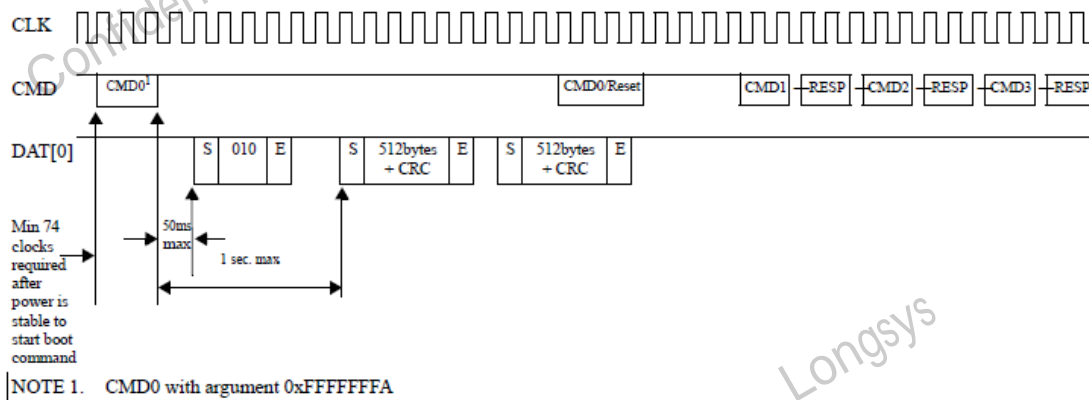 Confidential
CLK
CMD CMD0¹ CMD0/Reset CMD1 RESP CMD2 RESP CMD3 RESP
DAT[0] S 010 E S 512bytes + CRC E S 512bytes + CRC E
Min 74
clocks
required
after
power is
stable to
start boot
command
50ms
max
1 sec. max
Longsys
NOTE 1. CMD0 with argument 0xFFFFFFFA